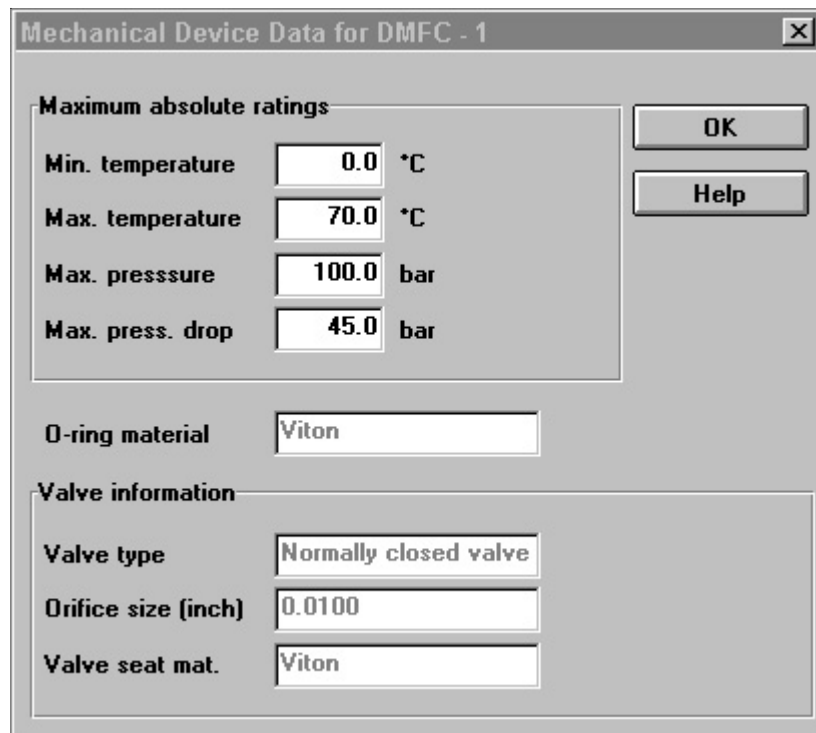 Mechanical Device Data for DMFC - 1
Maximum absolute ratings
OK
Min. temperature 0.0 °C
Help
Max. temperature 70.0 °C
Max. presssure 100.0 bar
Max. press. drop 45.0 bar
O-ring material Viton
Valve information
Valve type Normally closed valve
Orifice size (inch) 0.0100
Valve seat mat. Viton